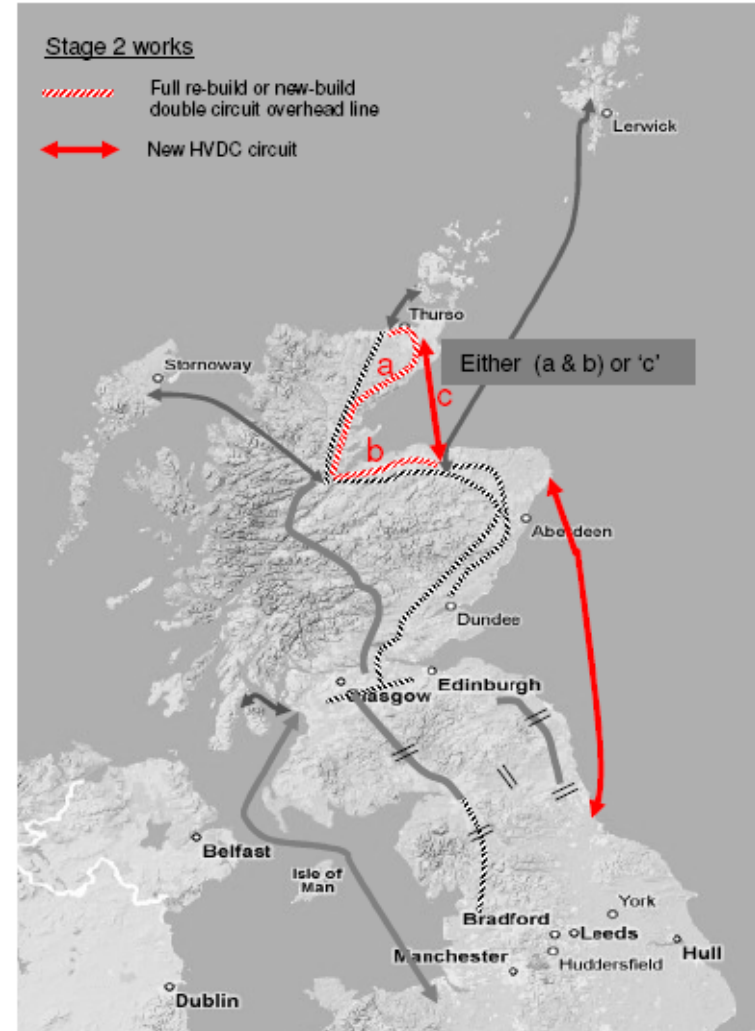 Stage 2 works
Full re-build or new-build
double circuit overhead line
New HVDC circuit
Lerwick
Thurso
Either (a & b) or ‘c’
Stornoway
a
c
b
Aberdeen
Dundee
Edinburgh
Glasgow
Belfast
Isle of
Man
York
Bradford
Leeds
Hull
Manchester
Huddersfield
Dublin